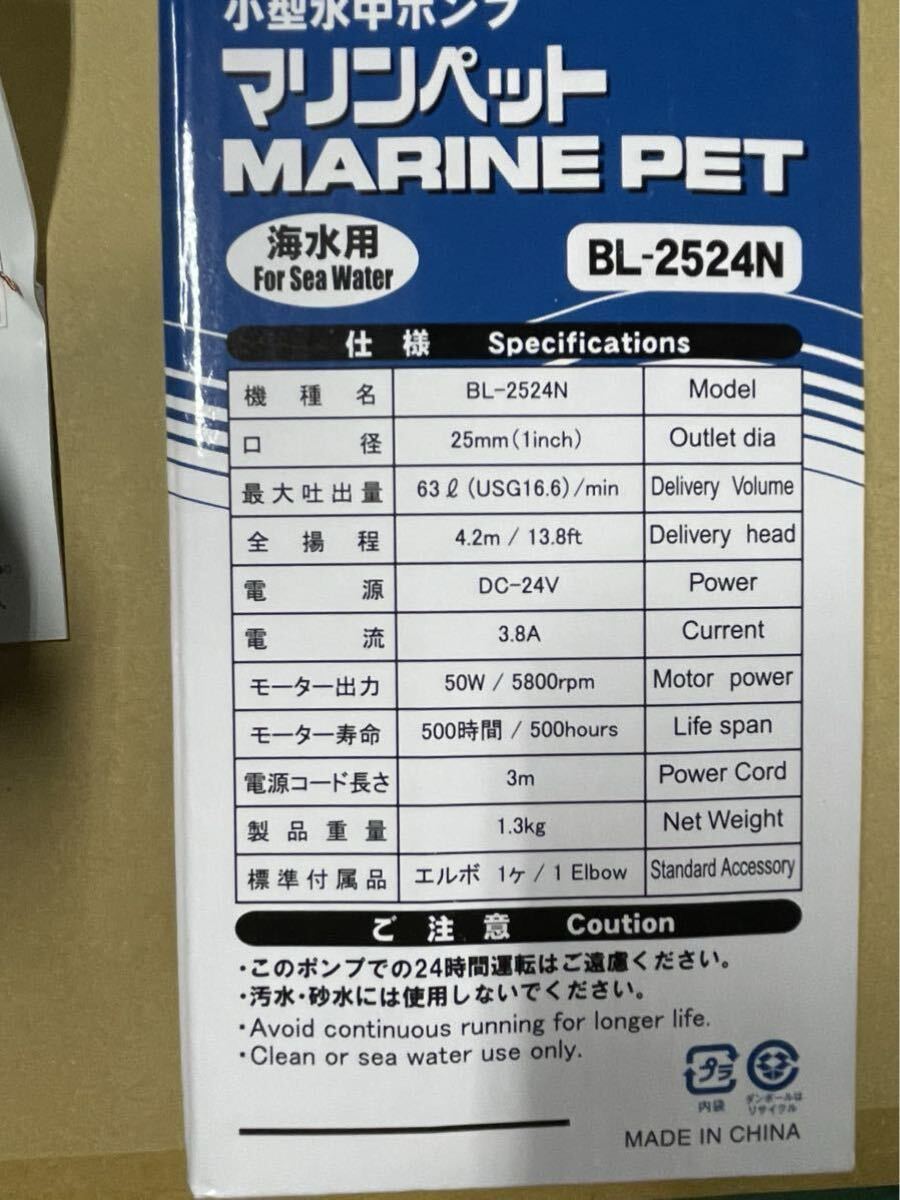 小型水中ポンプ
マリンペット
MARINE PET
海水用
For Sea Water
BL-2524N
仕様 Specifications
機種名 BL-2524N Model
口径 25mm(1inch) Outlet dia
最大吐出量 63ℓ (USG16.6)/min Delivery Volume
全揚程 4.2m / 13.8ft Delivery head
電源 DC-24V Power
電流 3.8A Current
モーター出力 50W / 5800rpm Motor power
モーター寿命 500時間 / 500hours Life span
電源コード長さ 3m Power Cord
製品重量 1.3kg Net Weight
標準付属品 エルボ 1ヶ / 1 Elbow Standard Accessory
ご注意 Coution
・このポンプでの24時間運転はご遠慮ください。
・汚水・砂水には使用しないでください。
・Avoid continuous running for longer life.
・Clean or sea water use only.
プラ
内袋
ダンボールは
リサイクル
MADE IN CHINA